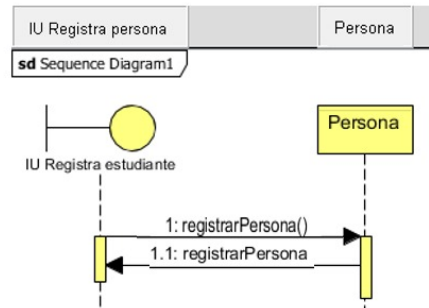 IU Registra persona
Persona
sd Sequence Diagram1
Persona
IU Registra estudiante
1: registrarPersona()
1.1: registrarPersona